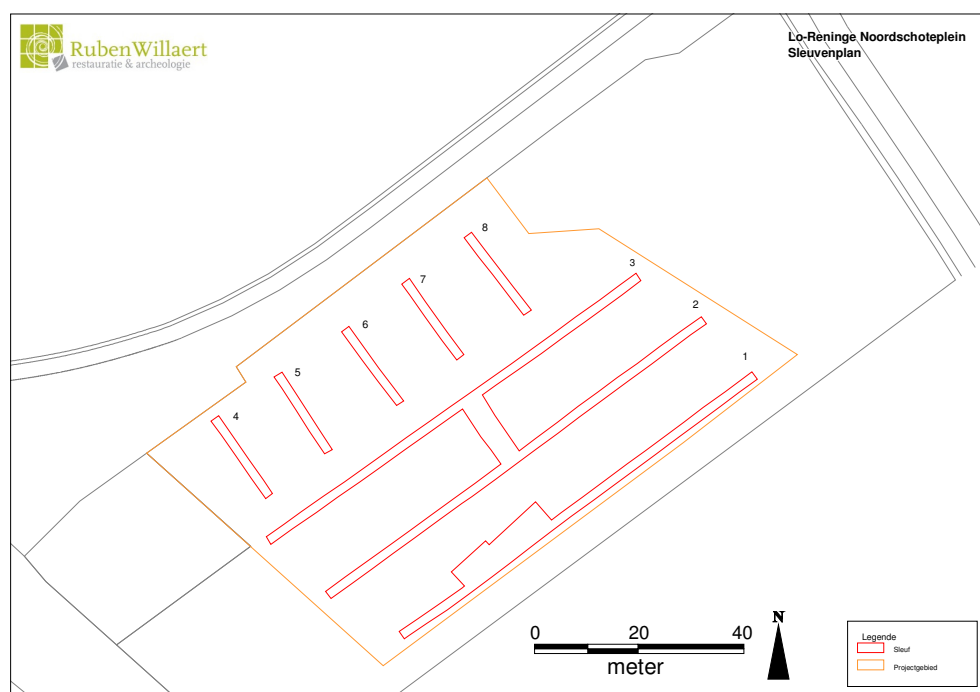 RubenWillaert
restauratie & archeologie
Lo-Reninge Noordschoteplein
Sleuvenplan
8
3
7
2
6
1
5
4
N
0 20 40
meter
Legende
Sleuf
Projectgebied